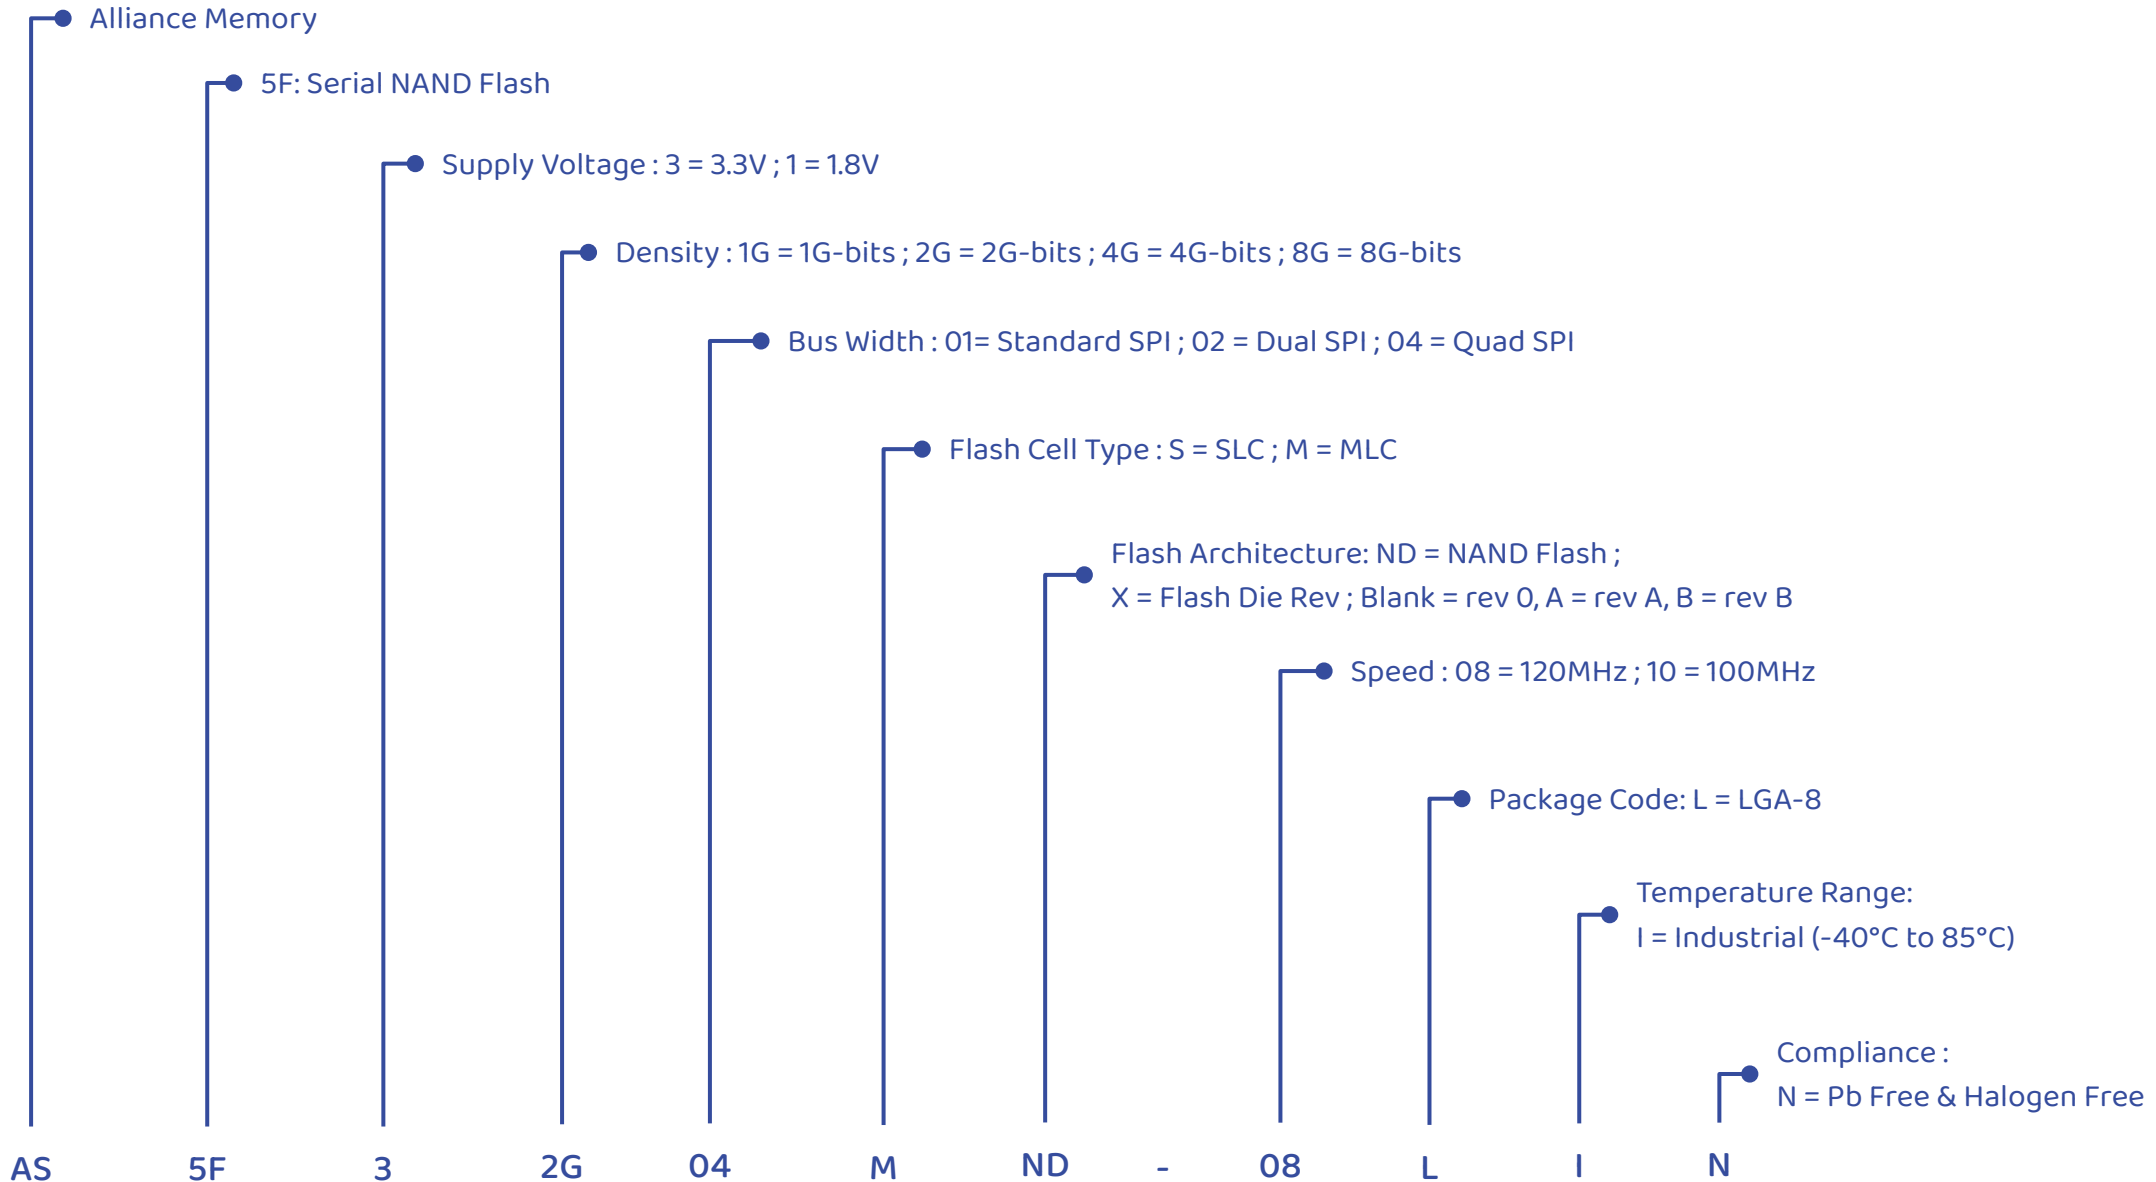 Alliance Memory
5F: Serial NAND Flash
Supply Voltage : 3 = 3.3V ; 1 = 1.8V
Density : 1G = 1G-bits ; 2G = 2G-bits ; 4G = 4G-bits ; 8G = 8G-bits
Bus Width : 01= Standard SPI ; 02 = Dual SPI ; 04 = Quad SPI
Flash Cell Type : S = SLC ; M = MLC
Flash Architecture: ND = NAND Flash ;
X = Flash Die Rev ; Blank = rev 0, A = rev A, B = rev B
Speed : 08 = 120MHz ; 10 = 100MHz
Package Code: L = LGA-8
Temperature Range:
I = Industrial (-40°C to 85°C)
Compliance :
N = Pb Free & Halogen Free
AS 5F 3 2G 04 M ND - 08 L I N